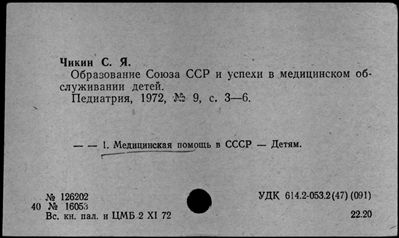 Чикин С. Я.
Образование Союза ССР и успехи в медицинском об-
служивании детей.
Педиатрия, 1972, № 9, с. 3—6.
— — 1. Медицинская помощь в СССР — Детям.
№ 126202
40 № 16053
Вс. кн. пал. и ЦМБ 2 XI 72
УДК 614.2-053.2(47)(091)
22.20